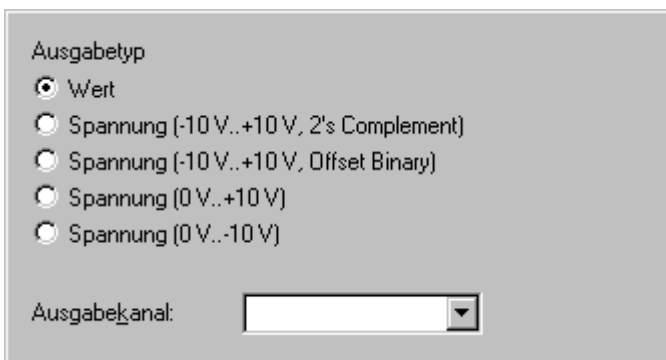 Ausgabetyp
Wert
Spannung (-10 V..+10 V, 2's Complement)
Spannung (-10 V..+10 V, Offset Binary)
Spannung (0 V..+10 V)
Spannung (0 V..-10 V)
Ausgabekanal: